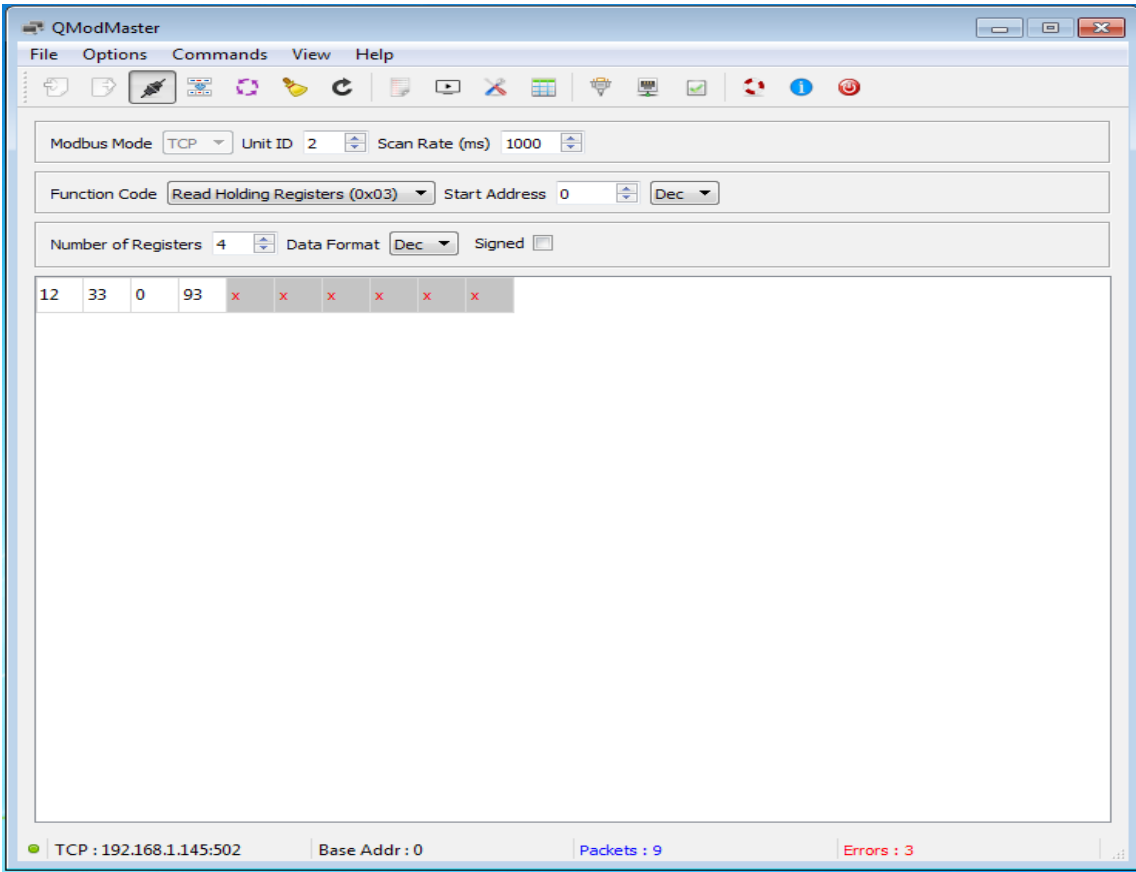 QModMaster
File Options Commands View Help
Modbus Mode TCP Unit ID 2 Scan Rate (ms) 1000
Function Code Read Holding Registers (0x03) Start Address 0 Dec
Number of Registers 4 Data Format Dec Signed
12 33 0 93 x x x x x x
TCP : 192.168.1.145:502 Base Addr : 0 Packets : 9 Errors : 3